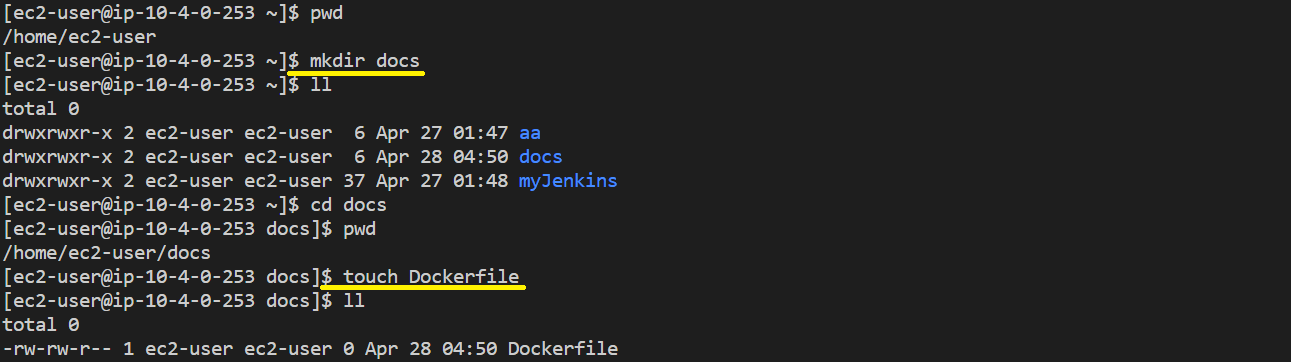 [ec2-user@ip-10-4-0-253 ~]$ pwd
/home/ec2-user
[ec2-user@ip-10-4-0-253 ~]$ mkdir docs
[ec2-user@ip-10-4-0-253 ~]$ ll
total 0
drwxrwxr-x 2 ec2-user ec2-user  6 Apr 27 01:47 aa
drwxrwxr-x 2 ec2-user ec2-user  6 Apr 28 04:50 docs
drwxrwxr-x 2 ec2-user ec2-user 37 Apr 27 01:48 myJenkins
[ec2-user@ip-10-4-0-253 ~]$ cd docs
[ec2-user@ip-10-4-0-253 docs]$ pwd
/home/ec2-user/docs
[ec2-user@ip-10-4-0-253 docs]$ touch Dockerfile
[ec2-user@ip-10-4-0-253 docs]$ ll
total 0
-rw-rw-r-- 1 ec2-user ec2-user 0 Apr 28 04:50 Dockerfile